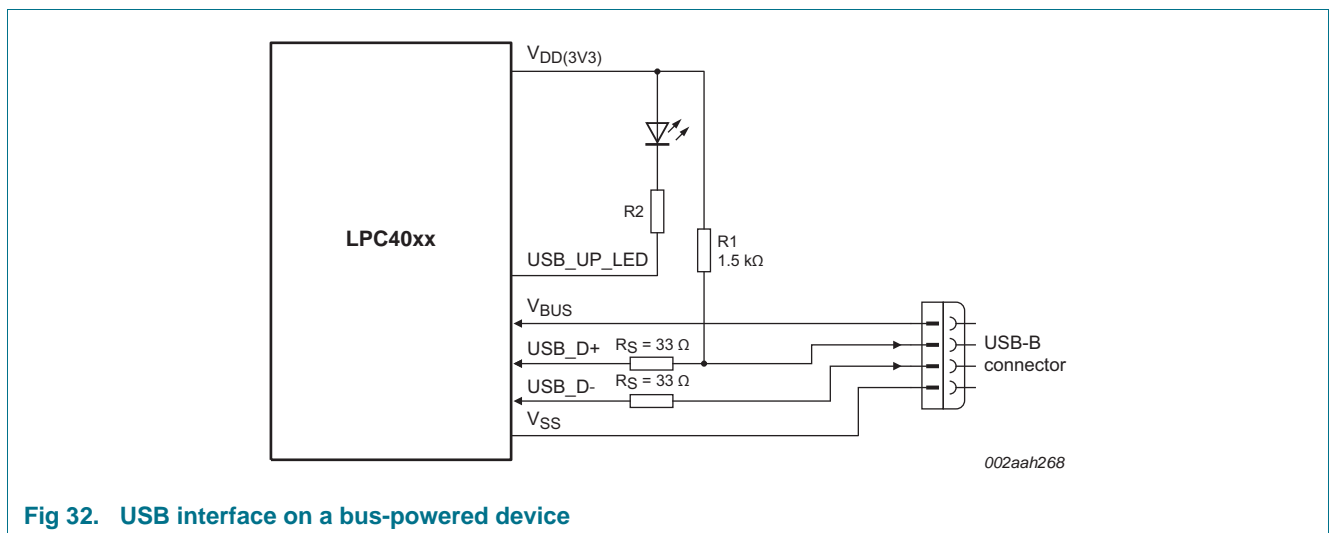 VDD(3V3)
R2
LPC40xx
R1
1.5 kΩ
USB_UP_LED
VBUS
USB_D+
RS = 33 Ω
USB-B
connector
USB_D-
RS = 33 Ω
VSS
002aah268
Fig 32. USB interface on a bus-powered device